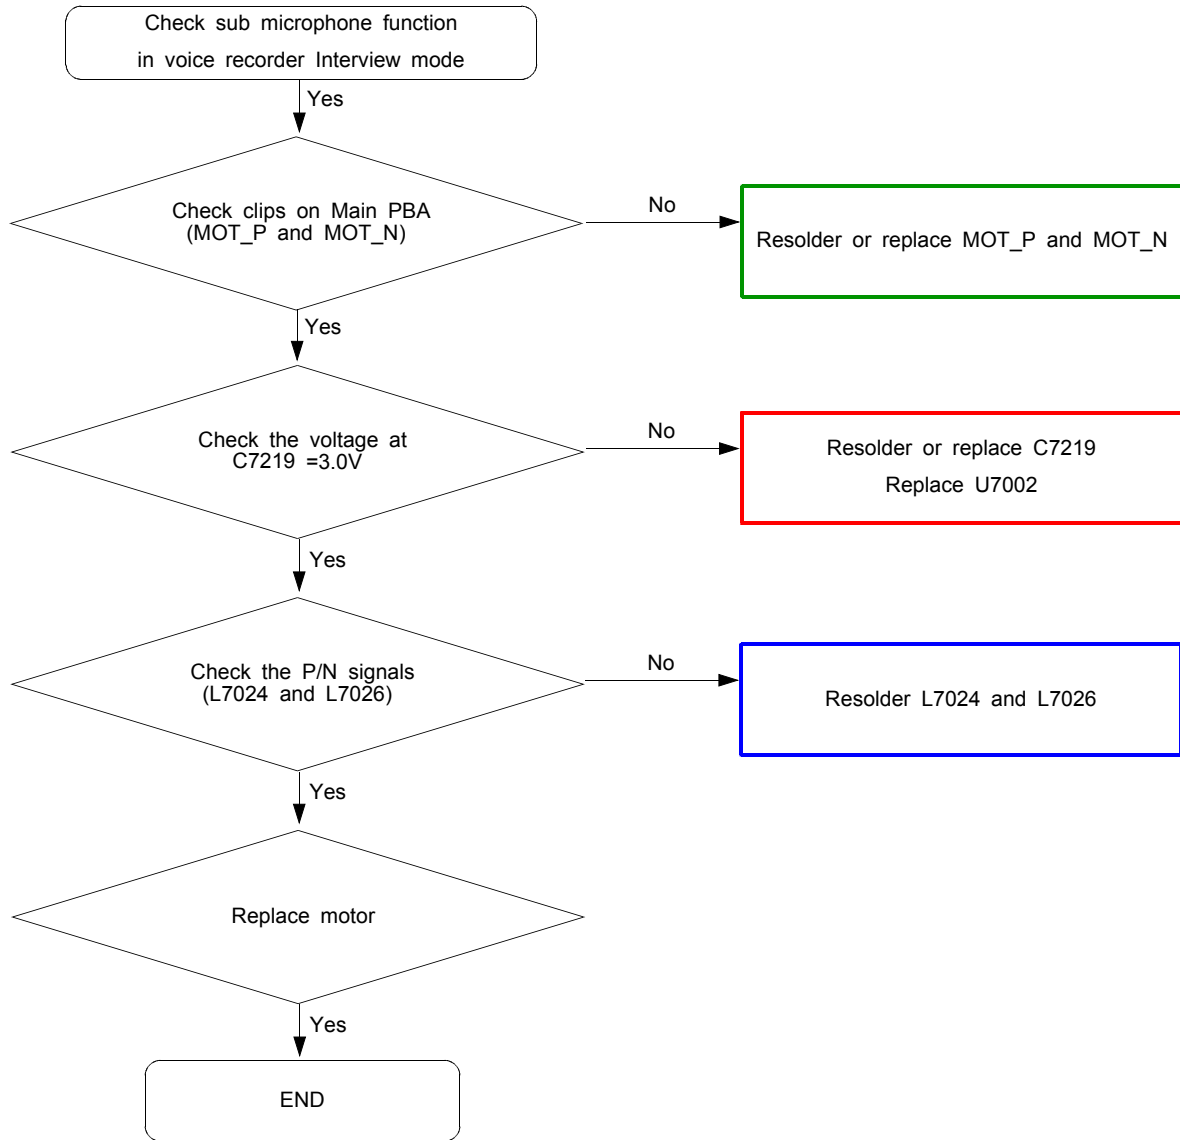 Check sub microphone function
in voice recorder Interview mode
Yes
Check clips on Main PBA
(MOT_P and MOT_N)
No
Resolder or replace MOT_P and MOT_N
Yes
Check the voltage at
C7219 =3.0V
No
Resolder or replace C7219
Replace U7002
Yes
Check the P/N signals
(L7024 and L7026)
No
Resolder L7024 and L7026
Yes
Replace motor
Yes
END